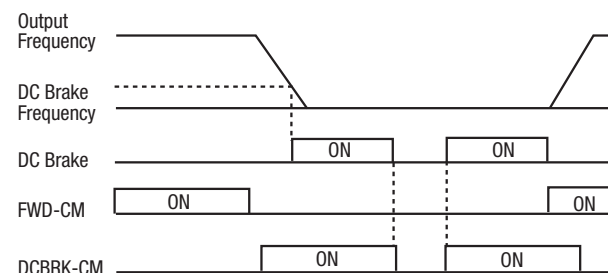 Output
Frequency
DC Brake
Frequency
DC Brake
ON
ON
FWD-CM
ON
ON
DCBRK-CM
ON
ON